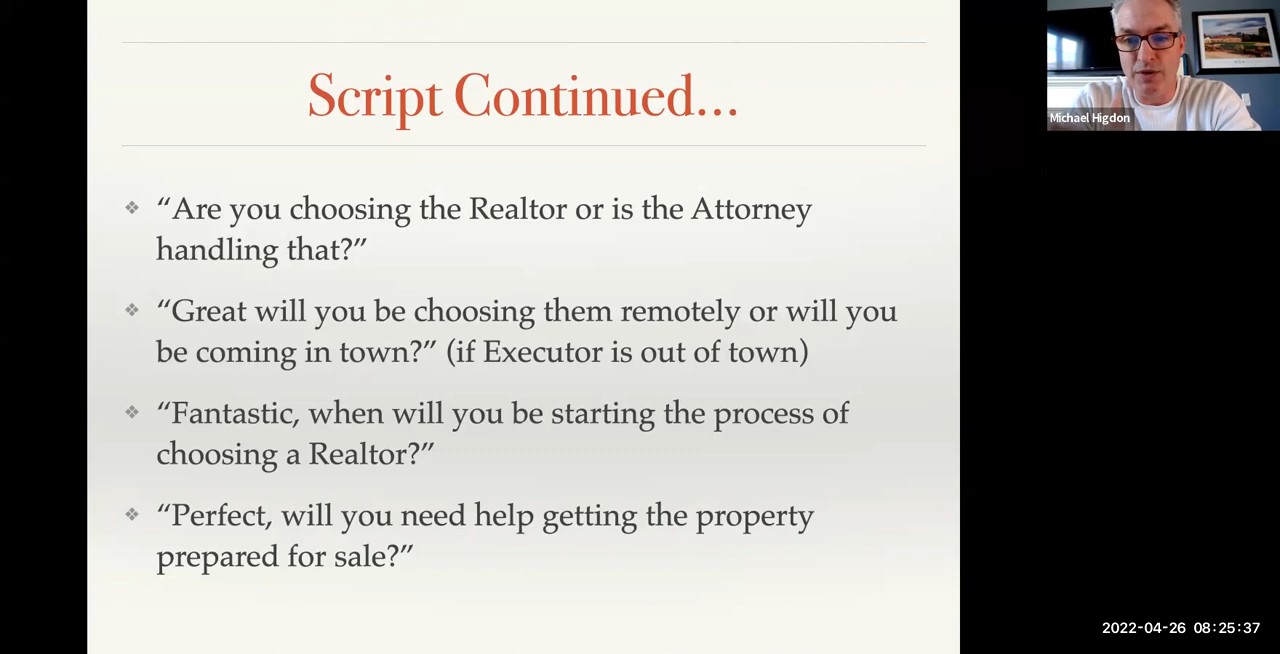 Script Continued...
“Are you choosing the Realtor or is the Attorney
handling that?”
“Great will you be choosing them remotely or will you
be coming in town?” (if Executor is out of town)
“Fantastic, when will you be starting the process of
choosing a Realtor?”
“Perfect, will you need help getting the property
prepared for sale?”
Michael Higdon
2022-04-26 08:25:37